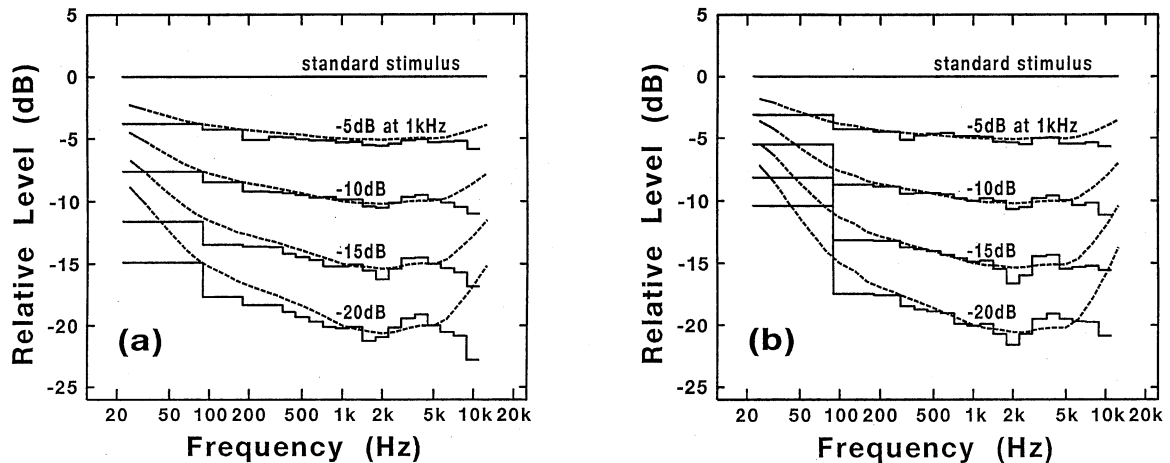 5
0
-5
-10
-15
-20
-25
Relative Level (dB)
standard stimulus
-5dB at 1kHz
-10dB
-15dB
-20dB
(a)
20 50 100 200 500 1k 2k 5k 10k 20k
Frequency (Hz)
5
0
-5
-10
-15
-20
-25
Relative Level (dB)
standard stimulus
-5dB at 1kHz
-10dB
-15dB
-20dB
(b)
20 50 100 200 500 1k 2k 5k 10k 20k
Frequency (Hz)